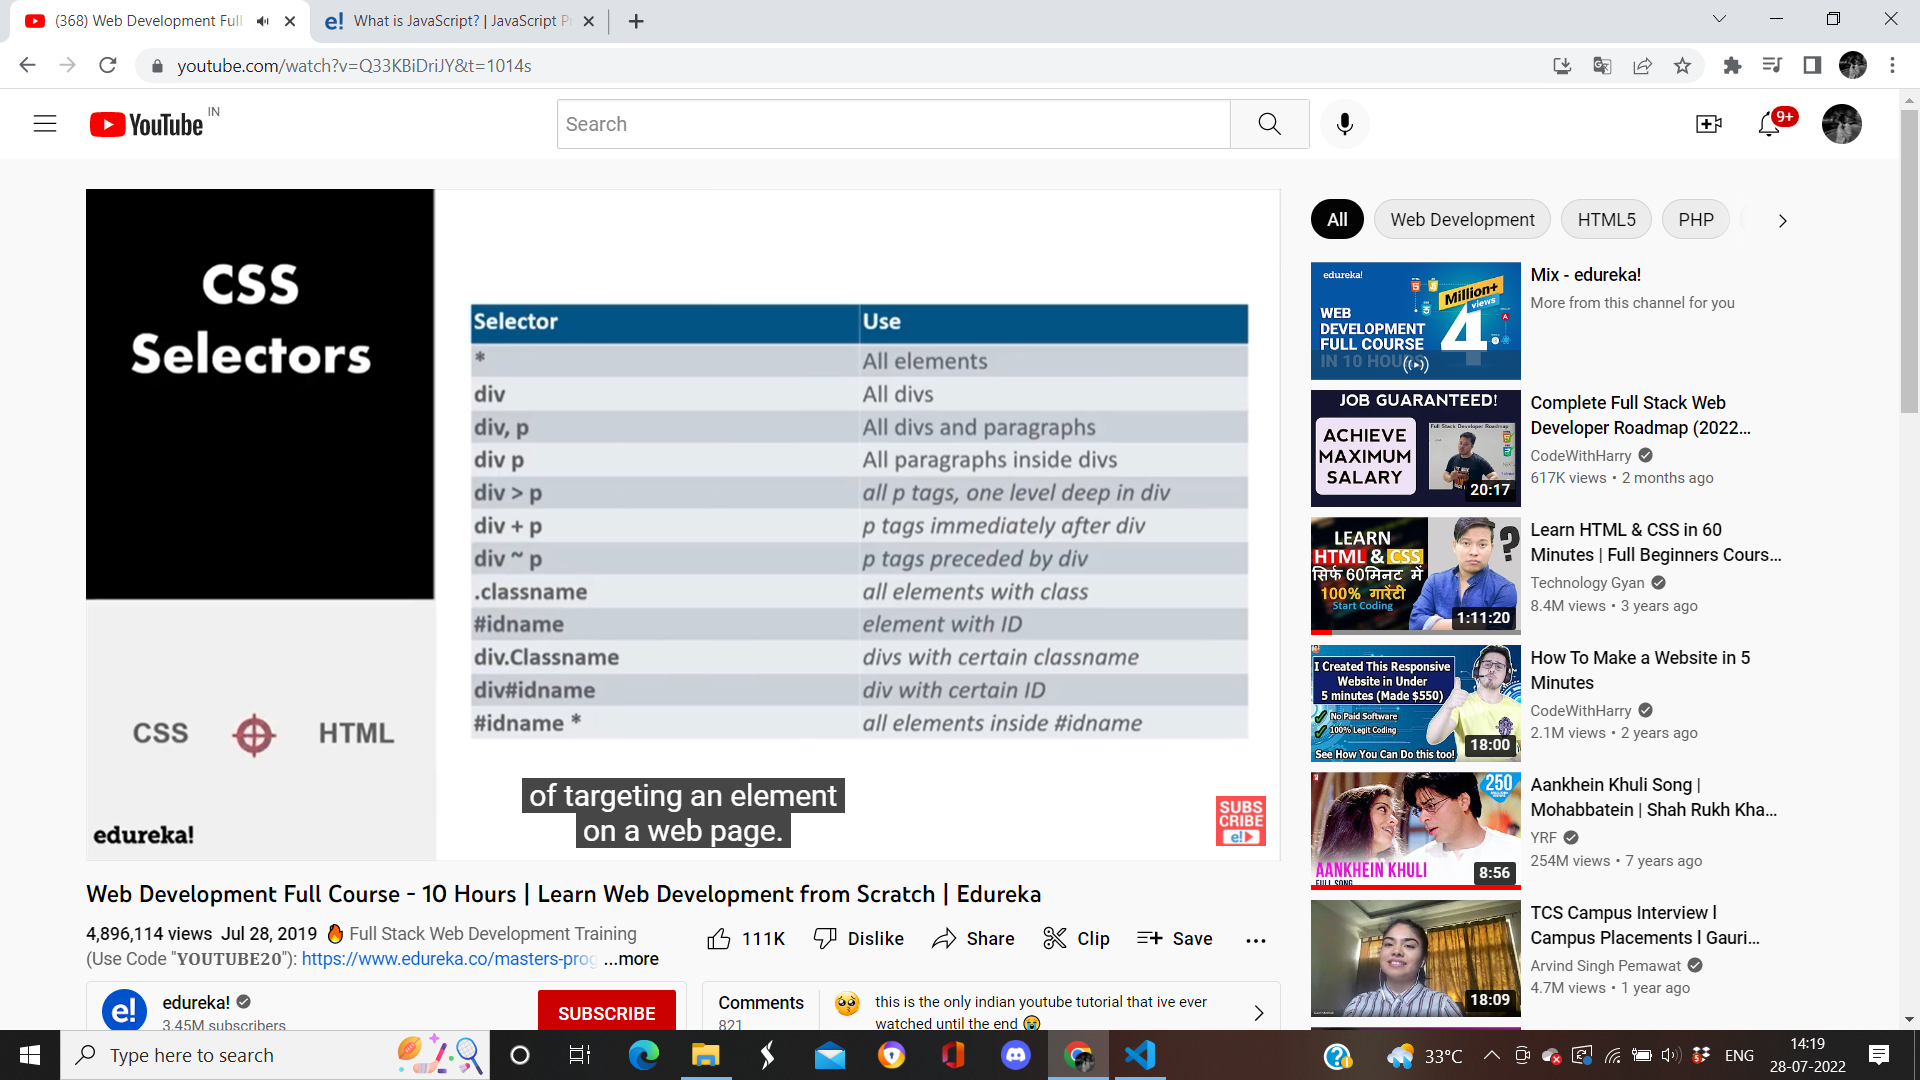 (368) Web Development Full
What is JavaScript? | JavaScript P
youtube.com/watch?v=Q33KBiDriJY&t=1014s
YouTube IN
Search
9+
CSS
Selectors
Selector Use
* All elements
div All divs
div, p All divs and paragraphs
div p All paragraphs inside divs
div > p all p tags, one level deep in div
div + p p tags immediately after div
div ~ p p tags preceded by div
.classname all elements with class
#idname element with ID
div.Classname divs with certain classname
div#idname div with certain ID
#idname * all elements inside #idname
CSS HTML
edureka!
of targeting an element
on a web page.
SUBS
CRIBE
e!
Web Development Full Course - 10 Hours | Learn Web Development from Scratch | Edureka
4,896,114 views Jul 28, 2019 🔥 Full Stack Web Development Training
(Use Code "𝐘𝐎𝐔𝐓𝐔𝐁𝐄𝟐𝟎"): https://www.edureka.co/masters-prog ...more
111K Dislike Share Clip Save ...
e!
edureka!
3.45M subscribers
SUBSCRIBE
Comments
821
🥺 this is the only indian youtube tutorial that ive ever
watched until the end 😭
All Web Development HTML5 PHP
edureka!
Million+
views
4
WEB
DEVELOPMENT
FULL COURSE
IN 10 HOURS
Mix - edureka!
More from this channel for you
JOB GUARANTEED!
ACHIEVE
MAXIMUM
SALARY
Full Stack Developer Roadmap
20:17
Complete Full Stack Web
Developer Roadmap (2022...
CodeWithHarry
617K views • 2 months ago
LEARN
HTML & CSS
सिर्फ 60मिनट में
100% गारेंटी
Start Coding
?
1:11:20
Learn HTML & CSS in 60
Minutes | Full Beginners Cours...
Technology Gyan
8.4M views • 3 years ago
I Created This Responsive
Website in Under
5 minutes (Made $550)
No Paid Software
100% Legit Coding
See How You Can Do this too!
18:00
How To Make a Website in 5
Minutes
CodeWithHarry
2.1M views • 2 years ago
250
AANKHEIN KHULI
FULL SONG
8:56
Aankhein Khuli Song |
Mohabbatein | Shah Rukh Kha...
YRF
254M views • 7 years ago
18:09
TCS Campus Interview l
Campus Placements l Gauri...
Arvind Singh Pemawat
4.7M views • 1 year ago
Type here to search
33°C
ENG
14:19
28-07-2022